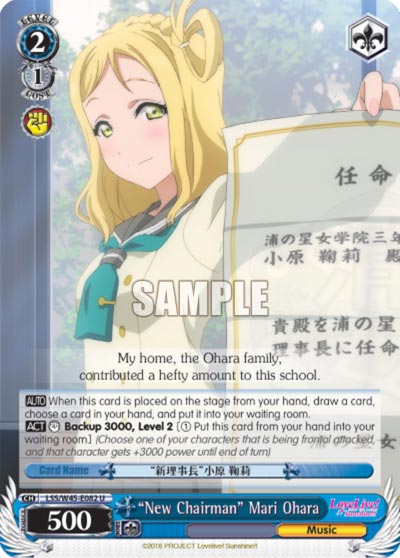 LEVEL
2
1
COST
任命
浦の星女学院三年
小原 鞠莉 殿
貴殿を浦の星
理事長に任命
SAMPLE
My home, the Ohara family,
contributed a hefty amount to this school.
AUTO When this card is placed on the stage from your hand, draw a card,
choose a card in your hand, and put it into your waiting room.
ACT Backup 3000, Level 2 [① Put this card from your hand into your
waiting room] (Choose one of your characters that is being frontal attacked,
and that character gets +3000 power until end of turn)
Card Name "新理事長"小原 鞠莉
CH LSS/W45-E082 U
500
"New Chairman" Mari Ohara
LoveLive!
Sunshine!!
Music
©2016 PROJECT Lovelive! Sunshine!!